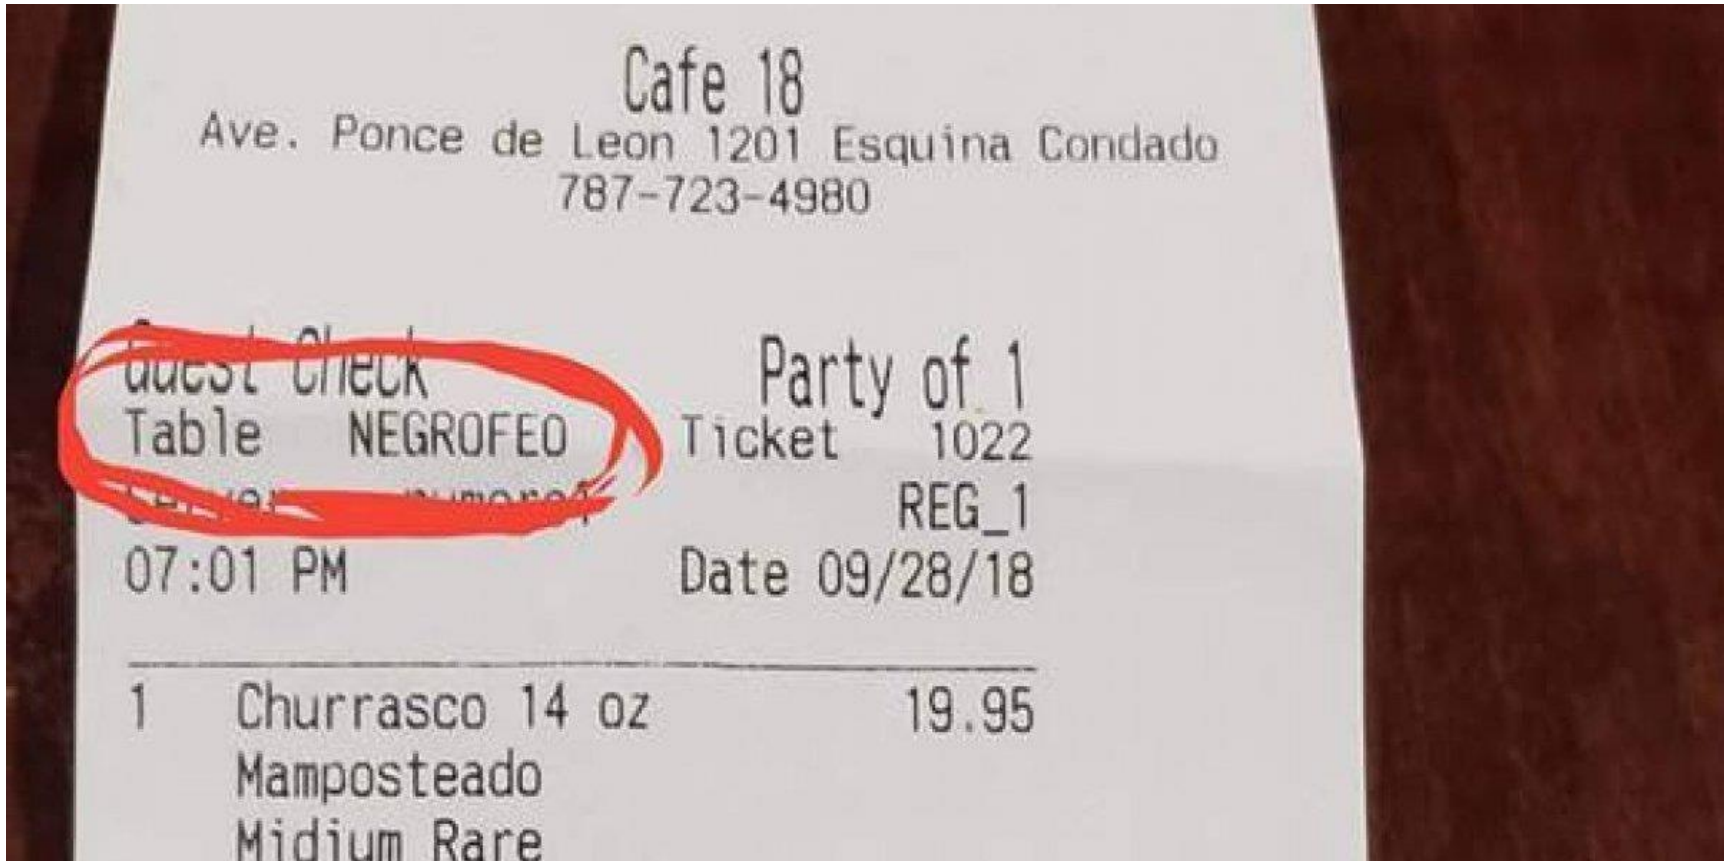 Cafe 18
Ave. Ponce de Leon 1201 Esquina Condado
787-723-4980
Guest Check Party of 1
Table NEGROFEO Ticket 1022
Server numero1 REG_1
07:01 PM Date 09/28/18
1 Churrasco 14 oz 19.95
Mamposteado
Midium Rare